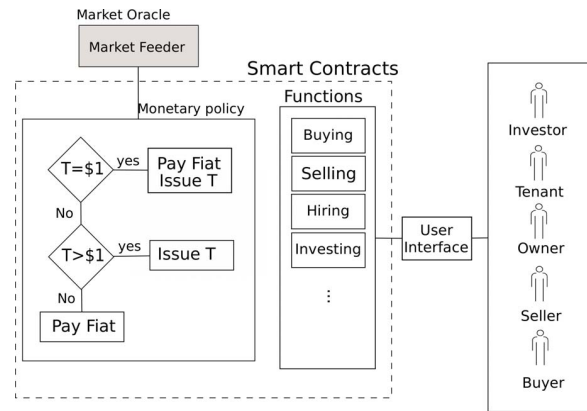 Market Oracle
Market Feeder
Smart Contracts
Monetary policy
T=$1
yes
Pay Fiat
Issue T
No
T>$1
yes
Issue T
No
Pay Fiat
Functions
Buying
Selling
Hiring
Investing
...
User
Interface
Investor
Tenant
Owner
Seller
Buyer